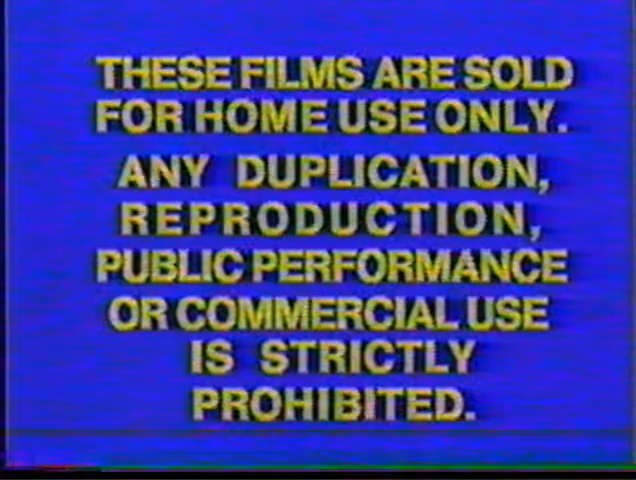 THESE FILMS ARE SOLD
FOR HOME USE ONLY.
ANY DUPLICATION,
REPRODUCTION,
PUBLIC PERFORMANCE
OR COMMERCIAL USE
IS STRICTLY
PROHIBITED.